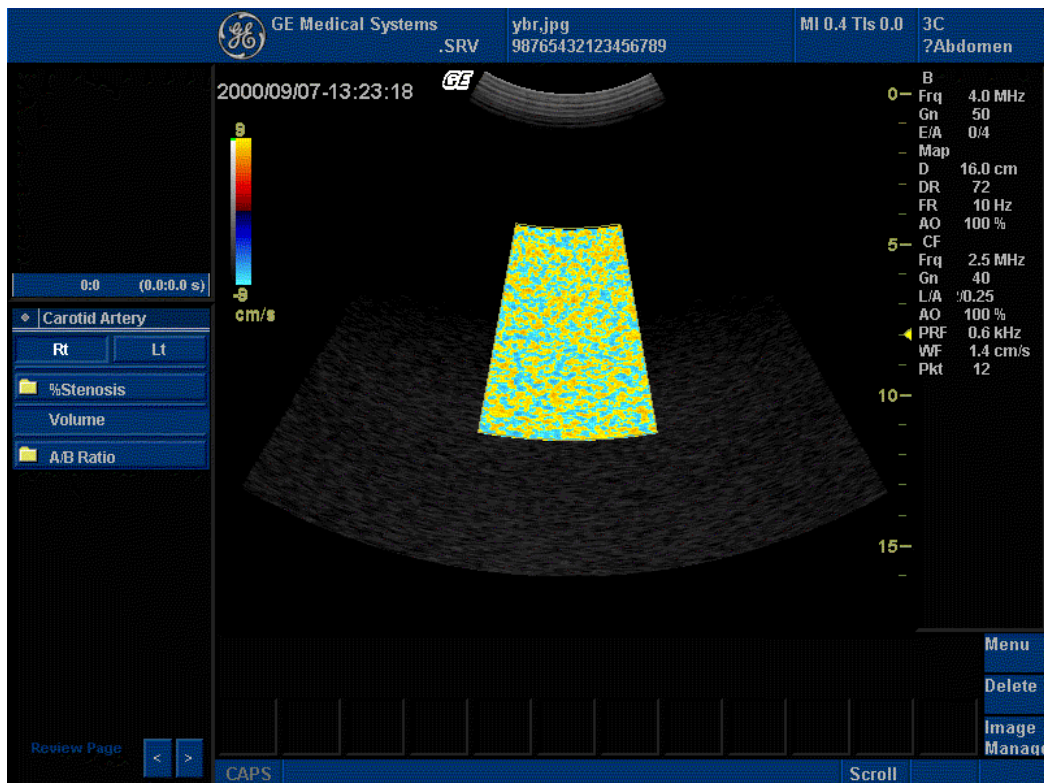 GE Medical Systems
.SRV
ybr,jpg
98765432123456789
MI 0.4 TIs 0.0
3C
?Abdomen
2000/09/07-13:23:18
GE
9
-9
cm/s
0
5
10
15
B
Frq 4.0 MHz
Gn 50
E/A 0/4
Map
D 16.0 cm
DR 72
FR 10 Hz
AO 100 %
CF
Frq 2.5 MHz
Gn 40
L/A /0.25
AO 100 %
PRF 0.6 kHz
WF 1.4 cm/s
Pkt 12
0:0 (0.0:0.0 s)
Carotid Artery
Rt Lt
%Stenosis
Volume
A/B Ratio
Menu
Delete
Image
Manag
Review Page < >
CAPS
Scroll